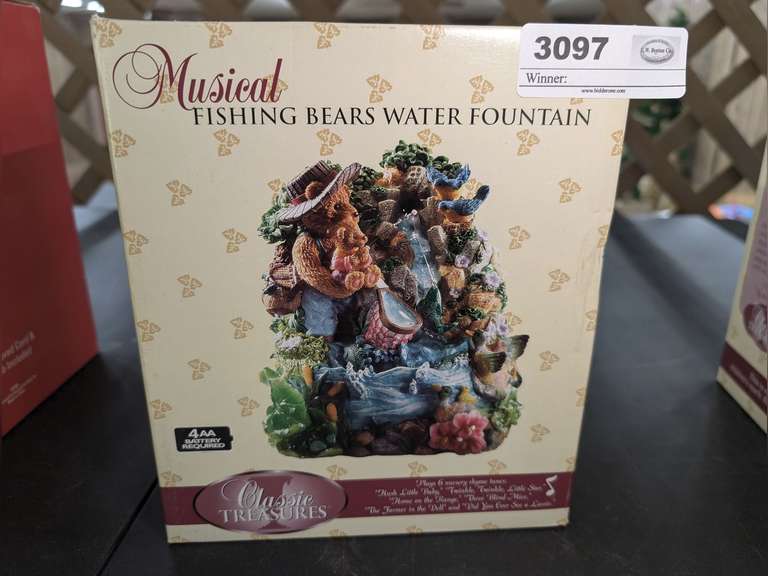 3097
Winner:
www.bidderone.com
Musical
FISHING BEARS WATER FOUNTAIN
4 AA
BATTERY
REQUIRED
Classic
TREASURES
Plays 6 nursery rhyme tunes:
"Hush Little Baby," "Twinkle, Twinkle, Little Star,"
"Home on the Range," "Three Blind Mice,"
"The Farmer in the Dell" and "Did You Ever See a Lassie."